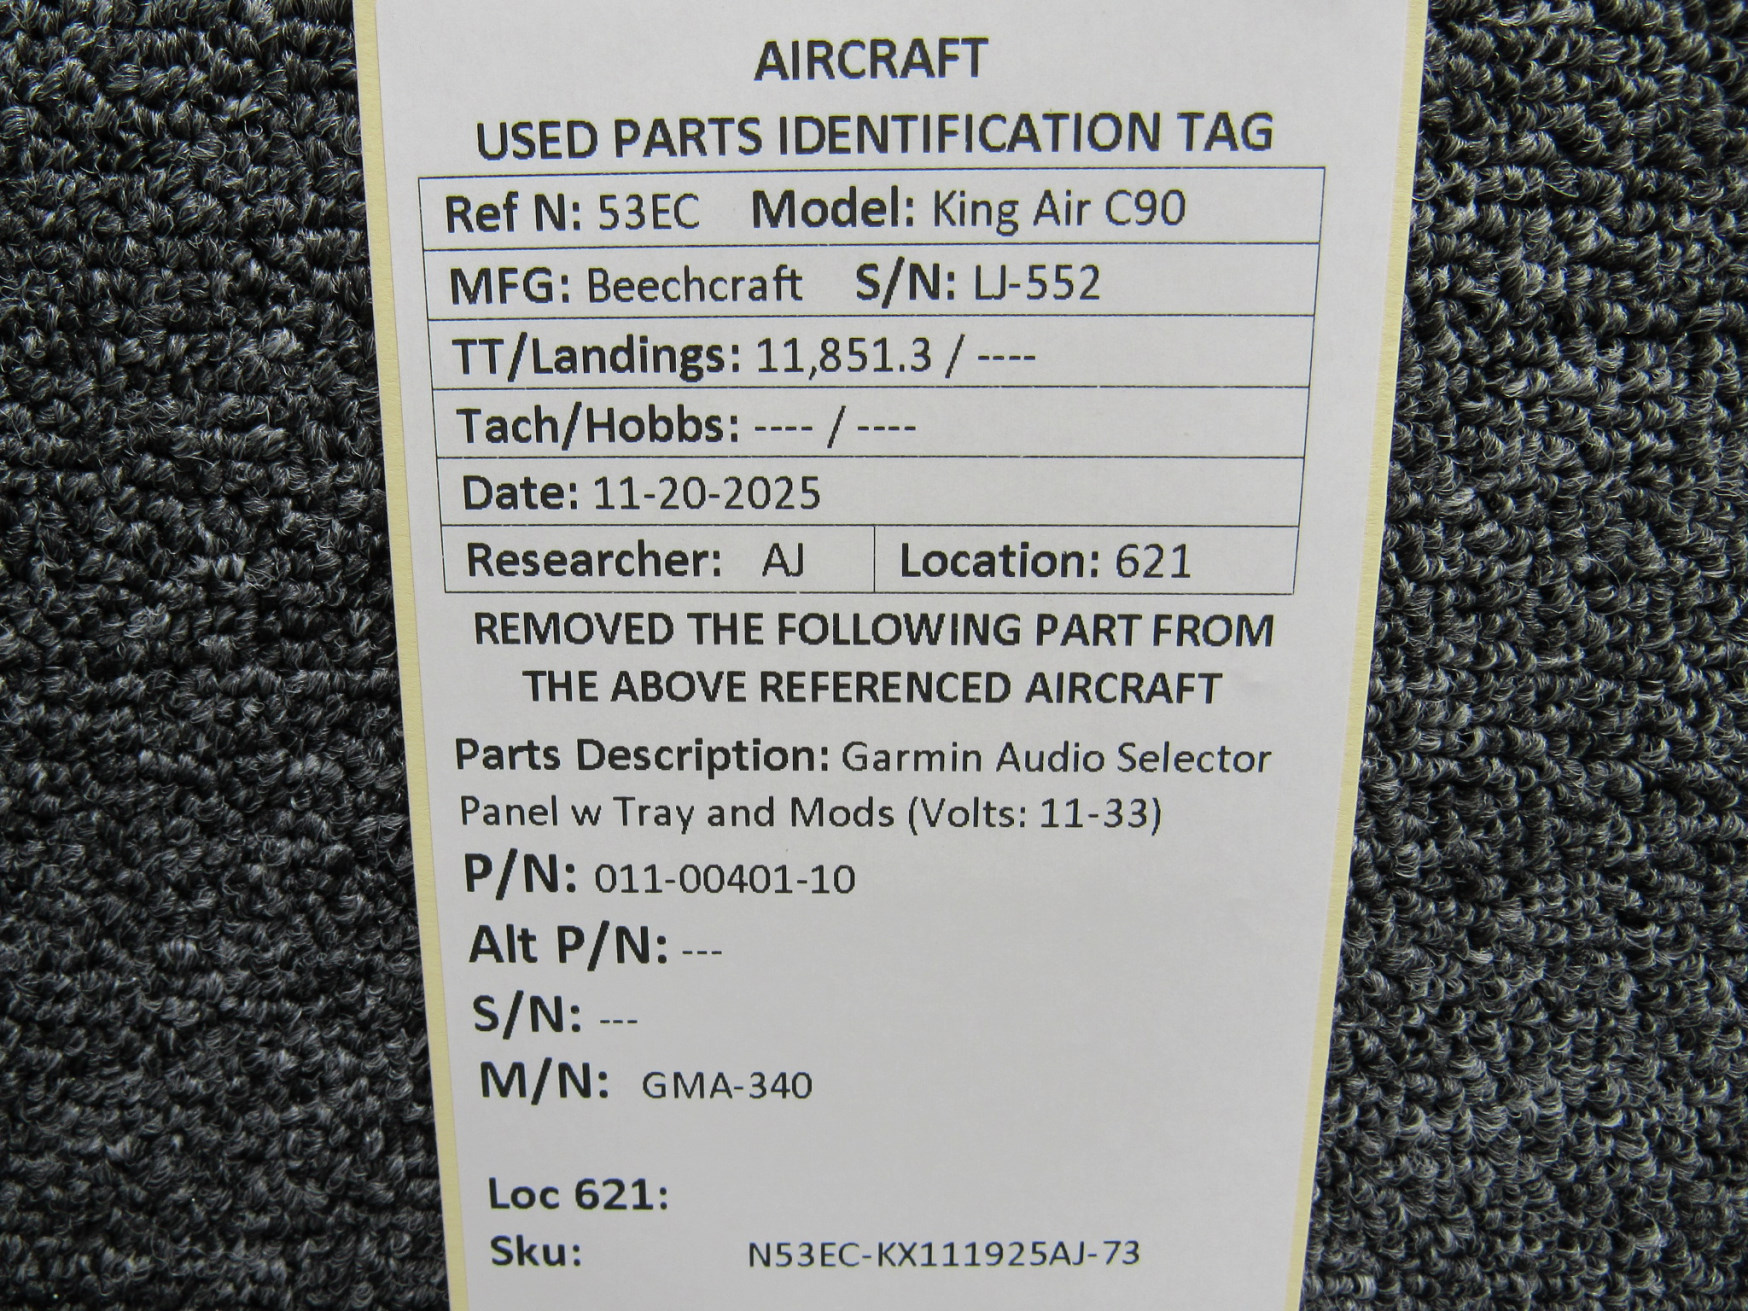 AIRCRAFT
USED PARTS IDENTIFICATION TAG
Ref N: 53EC Model: King Air C90
MFG: Beechcraft S/N: LJ-552
TT/Landings: 11,851.3 / ----
Tach/Hobbs: ---- / ----
Date: 11-20-2025
Researcher: AJ Location: 621
REMOVED THE FOLLOWING PART FROM
THE ABOVE REFERENCED AIRCRAFT
Parts Description: Garmin Audio Selector
Panel w Tray and Mods (Volts: 11-33)
P/N: 011-00401-10
Alt P/N: ---
S/N: ---
M/N: GMA-340
Loc 621:
Sku: N53EC-KX111925AJ-73